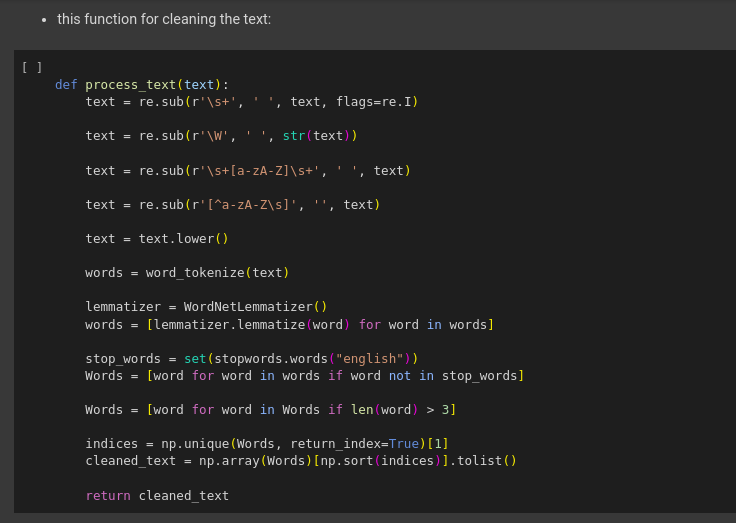 • this function for cleaning the text:
[ ]
def process_text(text):
    text = re.sub(r'\s+', ' ', text, flags=re.I)
    text = re.sub(r'\W', ' ', str(text))
    text = re.sub(r'\s+[a-zA-Z]\s+', ' ', text)
    text = re.sub(r'[^a-zA-Z\s]', '', text)
    text = text.lower()
    words = word_tokenize(text)
    lemmatizer = WordNetLemmatizer()
    words = [lemmatizer.lemmatize(word) for word in words]
    stop_words = set(stopwords.words("english"))
    Words = [word for word in words if word not in stop_words]
    Words = [word for word in Words if len(word) > 3]
    indices = np.unique(Words, return_index=True)[1]
    cleaned_text = np.array(Words)[np.sort(indices)].tolist()
    return cleaned_text